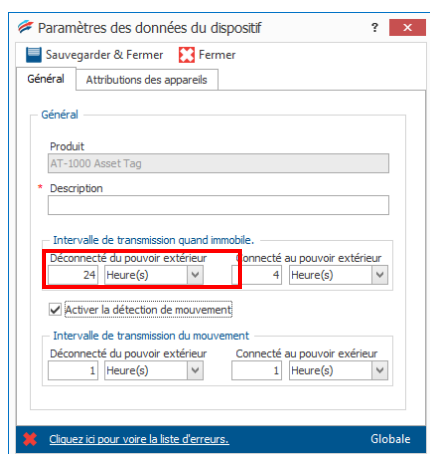 Paramètres des données du dispositif ? ×
Sauvegarder & Fermer Fermer
Général Attributions des appareils
Général
Produit
AT-1000 Asset Tag
* Description
Intervalle de transmission quand immobile.
Déconnecté du pouvoir extérieur Connecté au pouvoir extérieur
24 Heure(s) 4 Heure(s)
Activer la détection de mouvement
Intervalle de transmission du mouvement
Déconnecté du pouvoir extérieur Connecté au pouvoir exérieur
1 Heure(s) 1 Heure(s)
Cliquez ici pour voire la liste d'erreurs. Globale